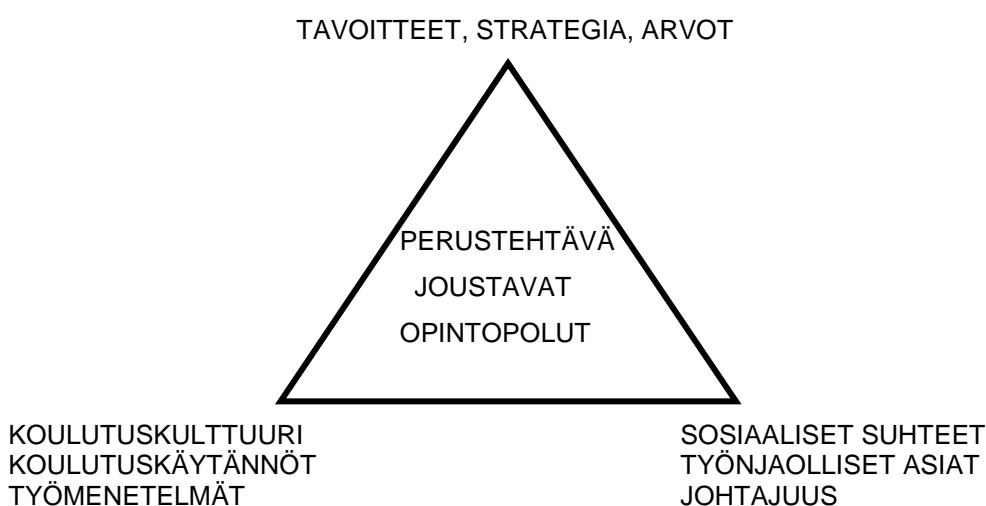 TAVOITTEET, STRATEGIA, ARVOT
PERUSTEHTÄVÄ
JOUSTAVAT
OPINTOPOLUT
KOULUTUSKULTTUURI
KOULUTUSKÄYTÄNNÖT
TYÖMENETELMÄT
SOSIAALISET SUHTEET
TYÖNJAOLLISET ASIAT
JOHTAJUUS